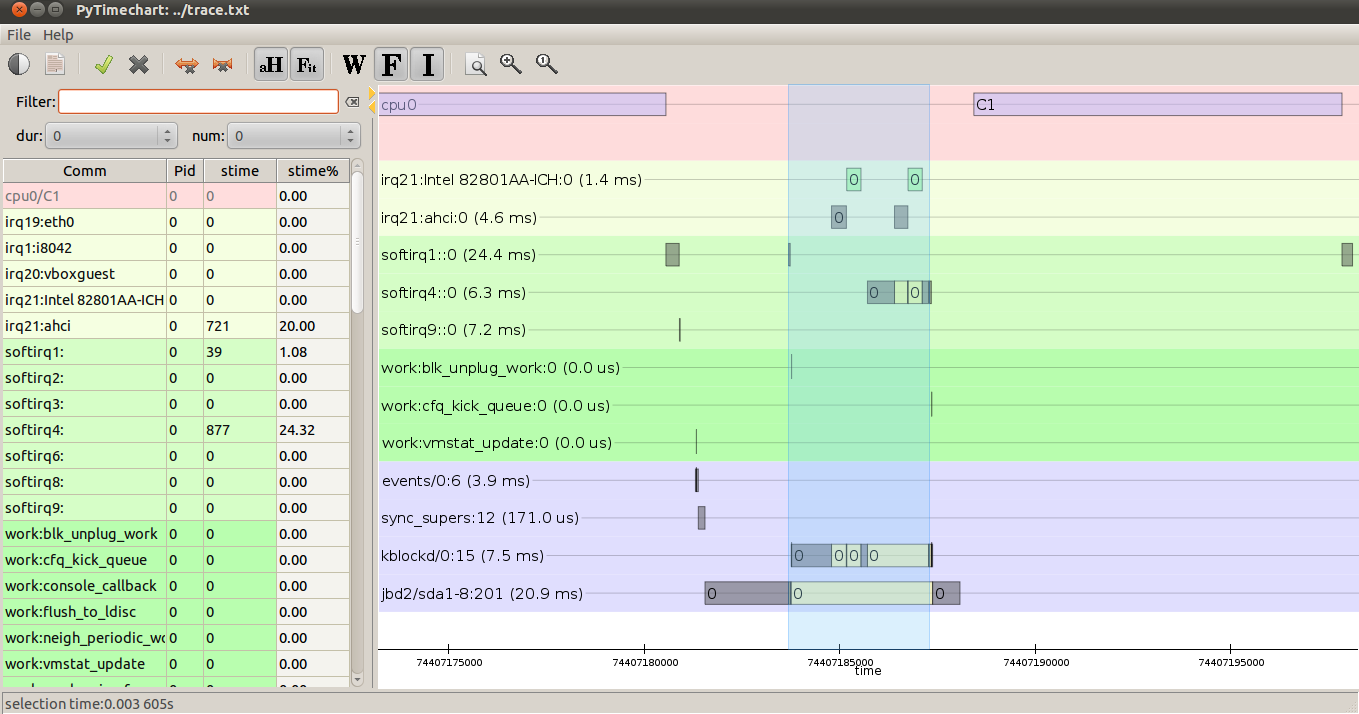 PyTimechart: ../trace.txt
File Help
aH Fit W F I
Filter:
dur: 0 num: 0
Comm Pid stime stime%
cpu0/C1 0 0 0.00
irq19:eth0 0 0 0.00
irq1:i8042 0 0 0.00
irq20:vboxguest 0 0 0.00
irq21:Intel 82801AA-ICH 0 0 0.00
irq21:ahci 0 721 20.00
softirq1: 0 39 1.08
softirq2: 0 0 0.00
softirq3: 0 0 0.00
softirq4: 0 877 24.32
softirq6: 0 0 0.00
softirq8: 0 0 0.00
softirq9: 0 0 0.00
work:blk_unplug_work 0 0 0.00
work:cfq_kick_queue 0 0 0.00
work:console_callback 0 0 0.00
work:flush_to_ldisc 0 0 0.00
work:neigh_periodic_wo 0 0 0.00
work:vmstat_update 0 0 0.00
cpu0 C1
irq21:Intel 82801AA-ICH:0 (1.4 ms) 0 0
irq21:ahci:0 (4.6 ms) 0
softirq1::0 (24.4 ms)
softirq4::0 (6.3 ms) 0 0
softirq9::0 (7.2 ms)
work:blk_unplug_work:0 (0.0 us)
work:cfq_kick_queue:0 (0.0 us)
work:vmstat_update:0 (0.0 us)
events/0:6 (3.9 ms)
sync_supers:12 (171.0 us)
kblockd/0:15 (7.5 ms) 0 0 0 0
jbd2/sda1-8:201 (20.9 ms) 0 0 0
74407175000 74407180000 74407185000 74407190000 74407195000
time
selection time:0.003 605s